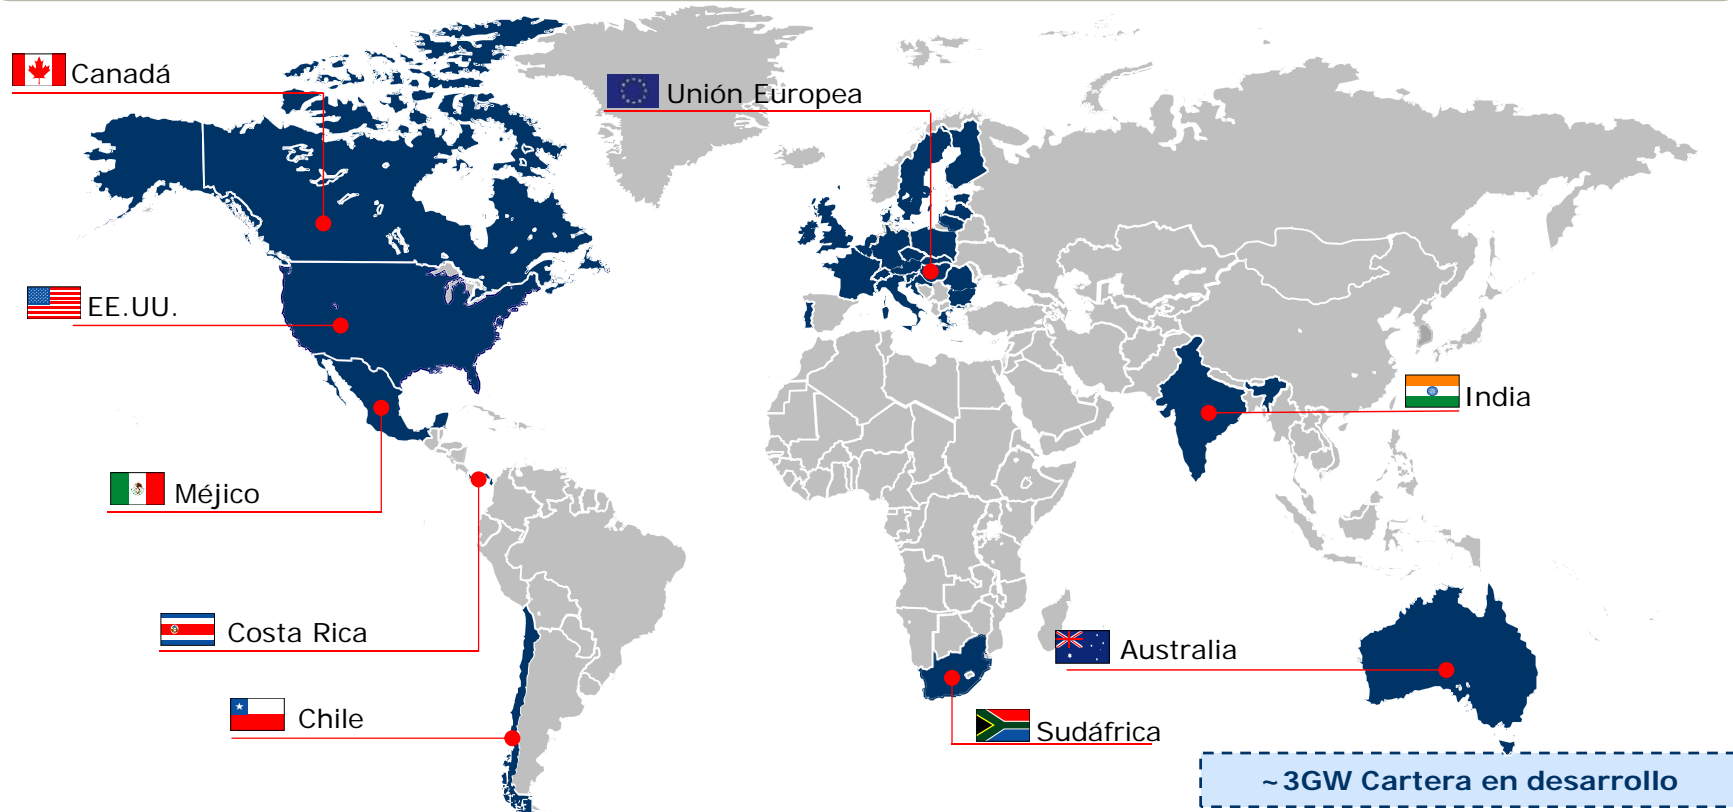 Canadá
Unión Europea
EE.UU.
India
Méjico
Costa Rica
Australia
Chile
Sudáfrica
~3GW Cartera en desarrollo